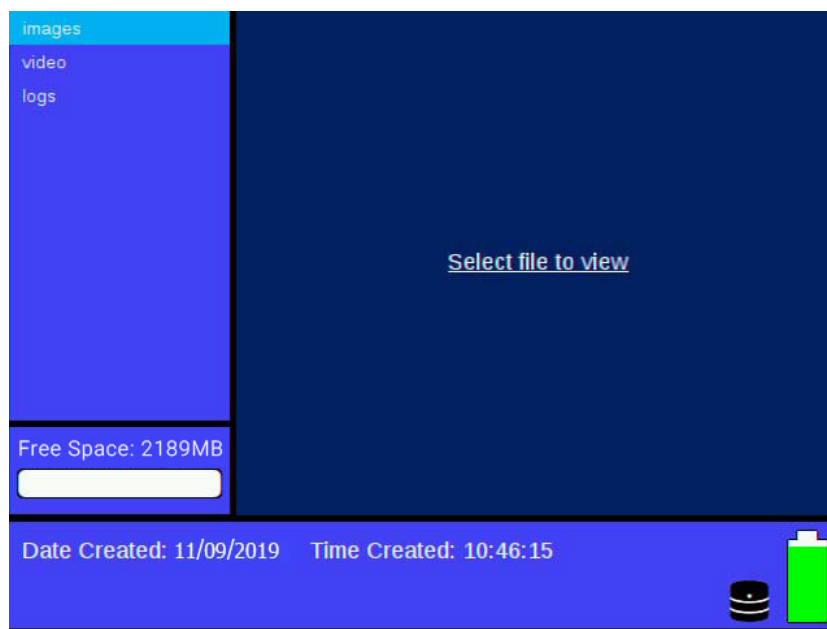 images
video
logs
Select file to view
Free Space: 2189MB
Date Created: 11/09/2019 Time Created: 10:46:15